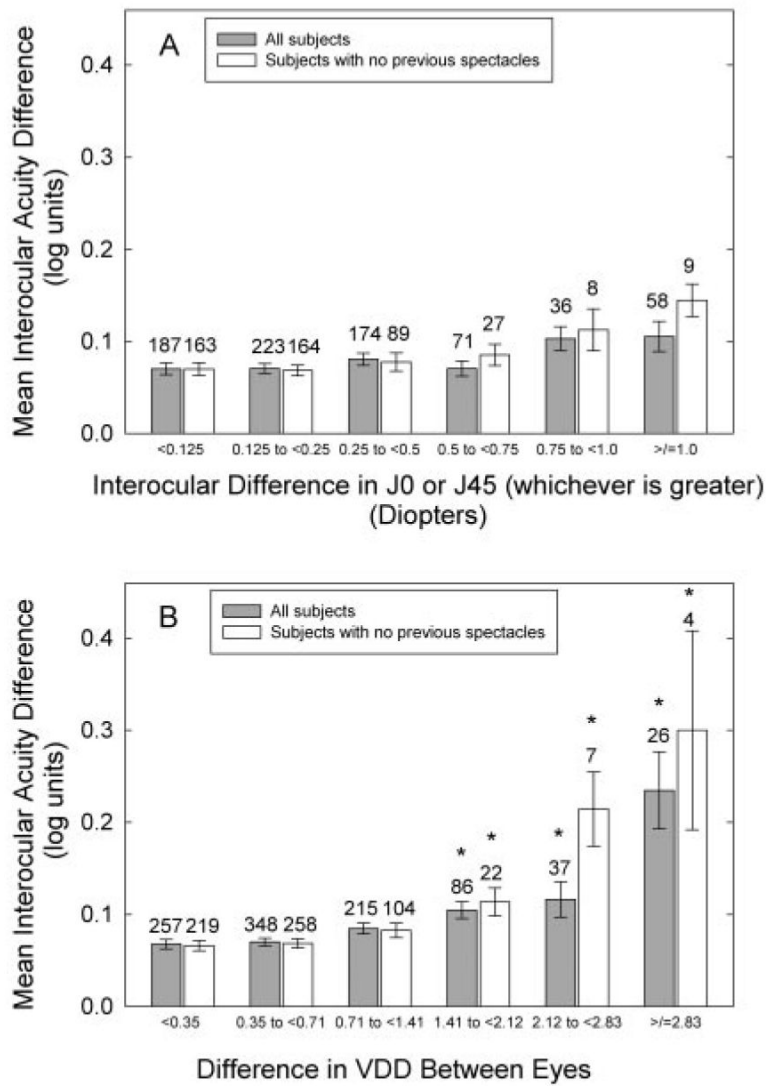 A
All subjects
Subjects with no previous spectacles
Mean Interocular Acuity Difference
(log units)
0.4
0.3
0.2
0.1
0.0
187 163 223 164 174 89 71 27 36 8 58 9
<0.125 0.125 to <0.25 0.25 to <0.5 0.5 to <0.75 0.75 to <1.0 >/=1.0
Interocular Difference in J0 or J45 (whichever is greater)
(Diopters)
B
All subjects
Subjects with no previous spectacles
Mean Interocular Acuity Difference
(log units)
0.4
0.3
0.2
0.1
0.0
* * * * * *
257 219 348 258 215 104 86 22 37 7 26 4
<0.35 0.35 to <0.71 0.71 to <1.41 1.41 to <2.12 2.12 to <2.83 >/=2.83
Difference in VDD Between Eyes